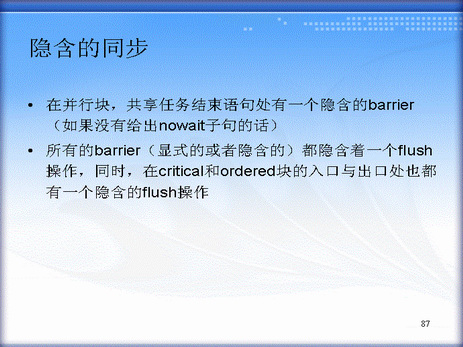 隐含的同步
• 在并行块，共享任务结束语句处有一个隐含的barrier
（如果没有给出nowait子句的话）
• 所有的barrier（显式的或者隐含的）都隐含着一个flush
操作，同时，在critical和ordered块的入口与出口处也都
有一个隐含的flush操作
87